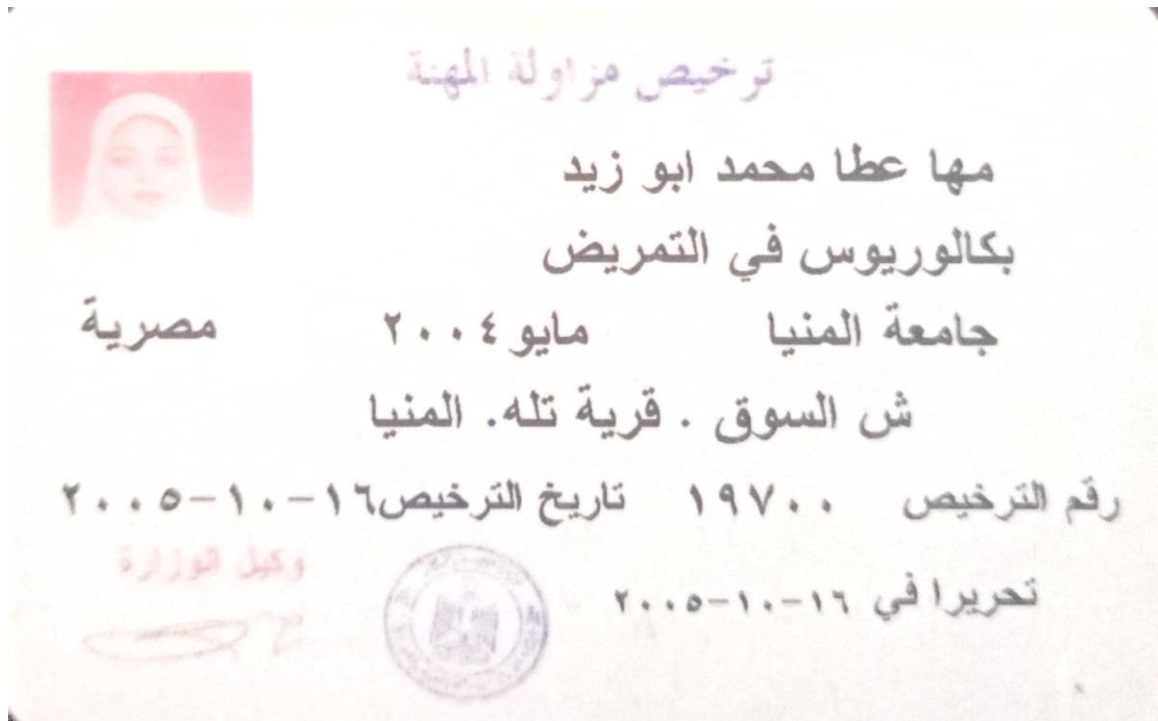 ترخيص مزاولة المهنة
مها عطا محمد ابو زيد
بكالوريوس في التمريض
جامعة المنيا مايو ٢٠٠٤ مصرية
ش السوق . قرية تله. المنيا
رقم الترخيص ١٩٧٠٠ تاريخ الترخيص١٦-١٠-٢٠٠٥
وكيل الوزارة
تحريرا في ١٦-١٠-٢٠٠٥